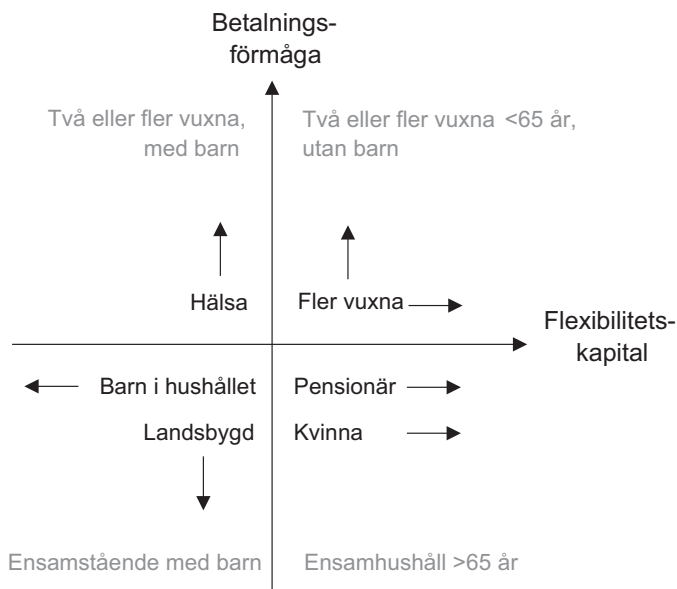 Betalnings-
förmåga
Två eller fler vuxna,
med barn
Två eller fler vuxna <65 år,
utan barn
Hälsa
Fler vuxna
Flexibilitets-
kapital
Barn i hushållet
Pensionär
Landsbygd
Kvinna
Ensamstående med barn
Ensamhushåll >65 år